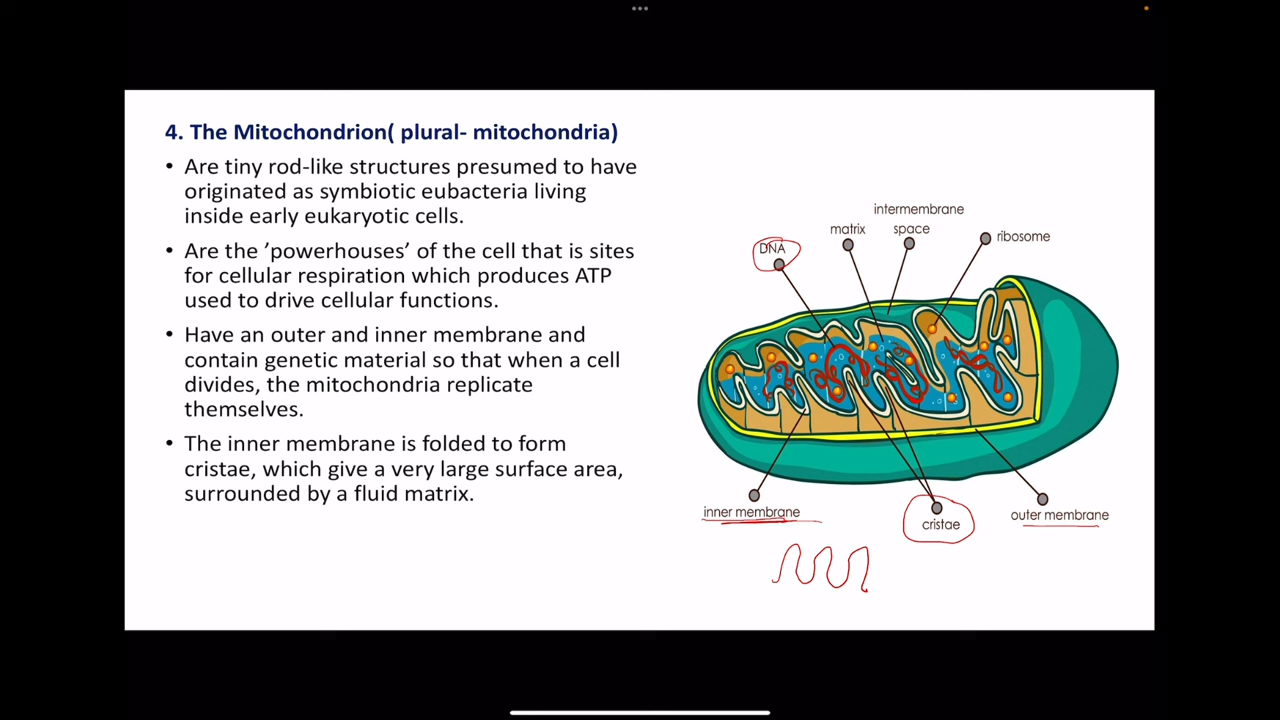 4. The Mitochondrion( plural- mitochondria)
• Are tiny rod-like structures presumed to have
originated as symbiotic eubacteria living
inside early eukaryotic cells.
• Are the ’powerhouses’ of the cell that is sites
for cellular respiration which produces ATP
used to drive cellular functions.
• Have an outer and inner membrane and
contain genetic material so that when a cell
divides, the mitochondria replicate
themselves.
• The inner membrane is folded to form
cristae, which give a very large surface area,
surrounded by a fluid matrix.
intermembrane
space
matrix
ribosome
DNA
inner membrane
cristae
outer membrane